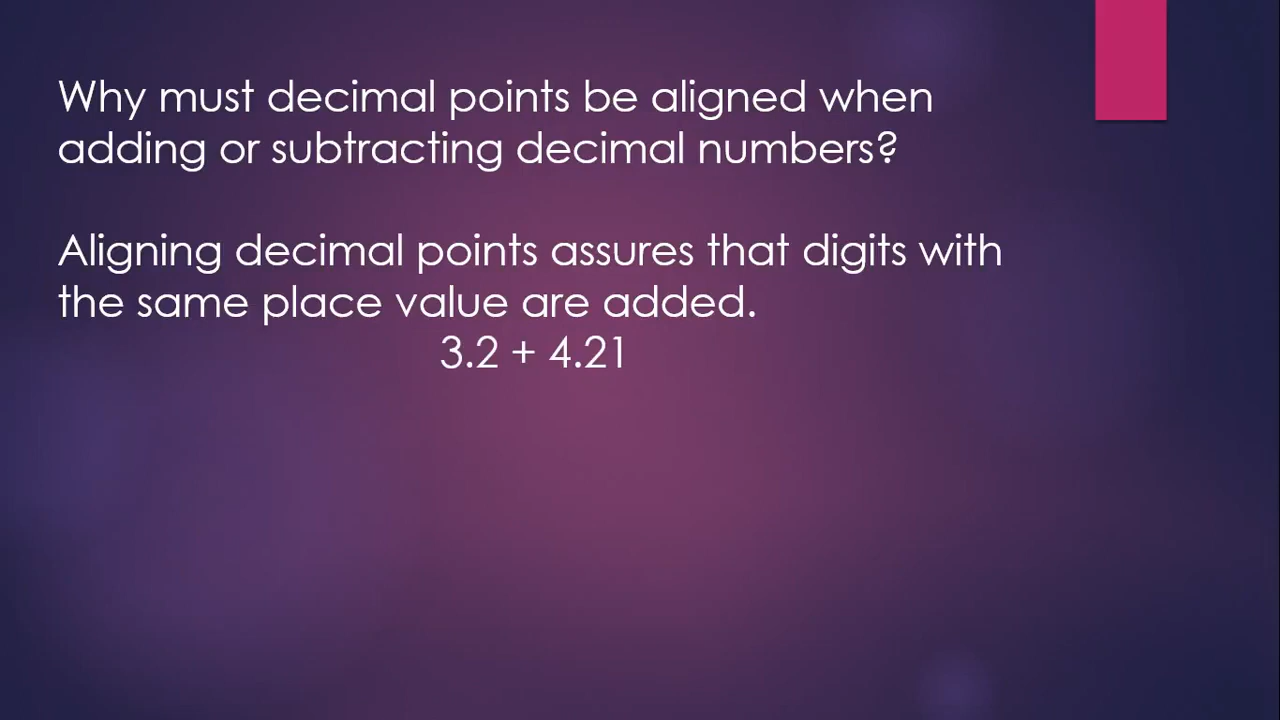 Why must decimal points be aligned when
adding or subtracting decimal numbers?
Aligning decimal points assures that digits with
the same place value are added.
3.2 + 4.21